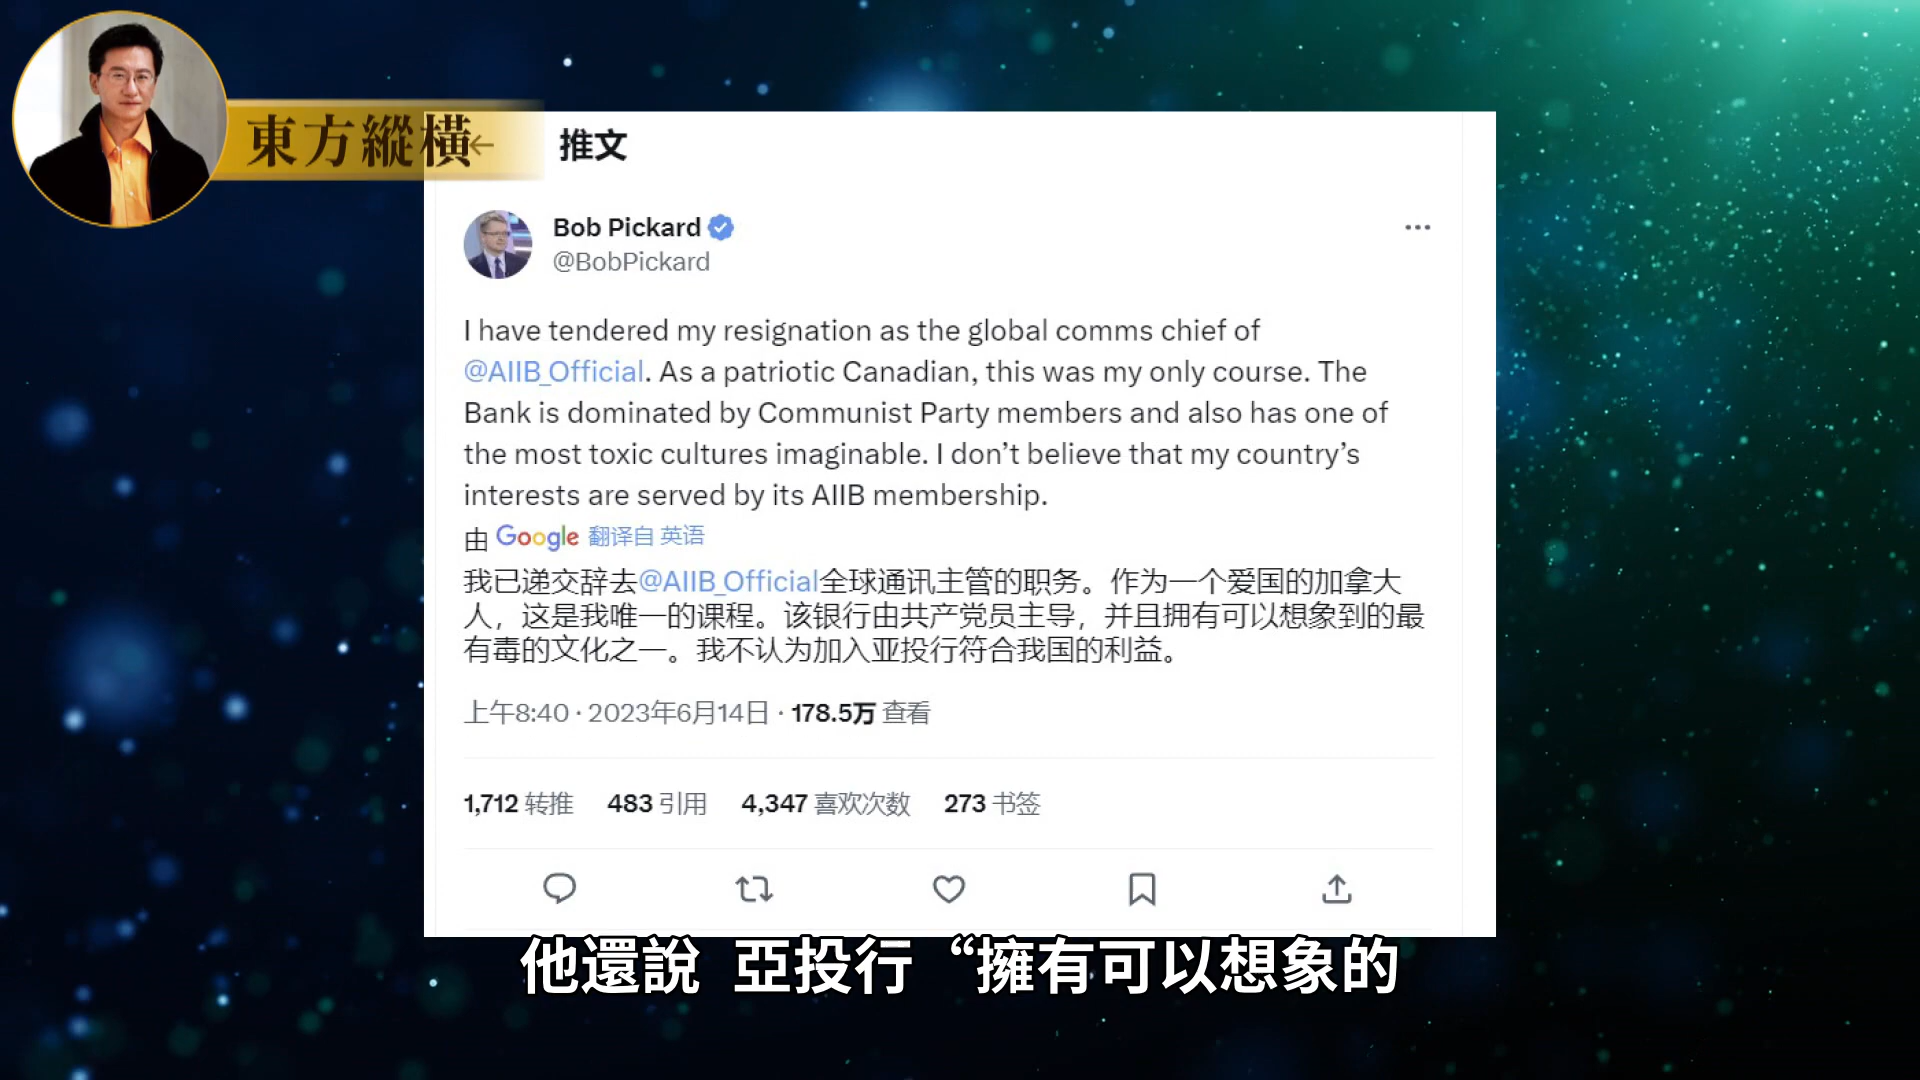 東方縱橫
推文
Bob Pickard
@BobPickard
I have tendered my resignation as the global comms chief of
@AIIB_Official. As a patriotic Canadian, this was my only course. The
Bank is dominated by Communist Party members and also has one of
the most toxic cultures imaginable. I don’t believe that my country’s
interests are served by its AIIB membership.
由 Google 翻译自 英语
我已递交辞去@AIIB_Official全球通讯主管的职务。作为一个爱国的加拿大
人，这是我唯一的课程。该银行由共产党员主导，并且拥有可以想象到的最
有毒的文化之一。我不认为加入亚投行符合我国的利益。
上午8:40 · 2023年6月14日 · 178.5万 查看
1,712 转推 483 引用 4,347 喜欢次数 273 书签
他還說 亞投行“擁有可以想象的